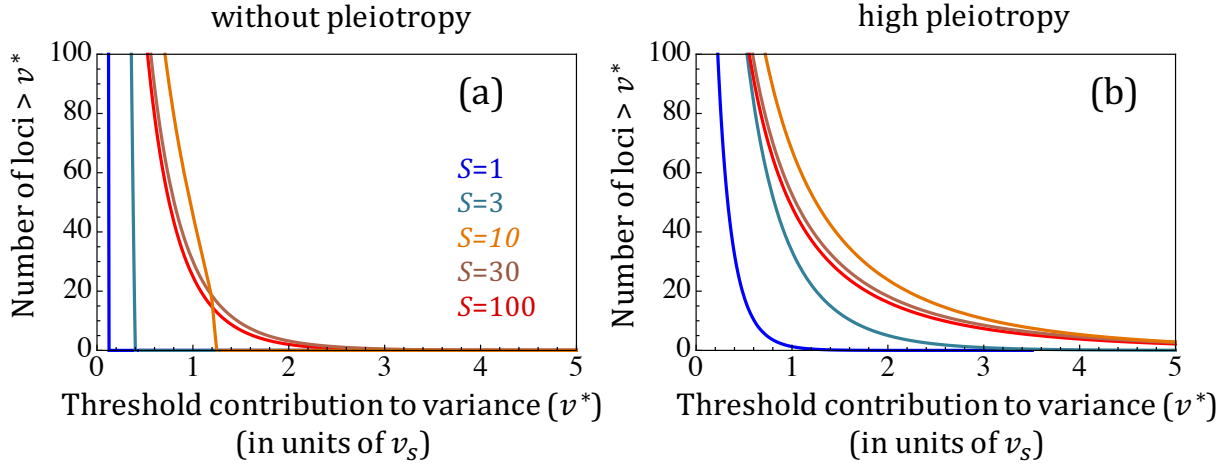 without pleiotropy
high pleiotropy
Number of loci > v*
100
80
60
40
20
0
(a)
S=1
S=3
S=10
S=30
S=100
0 1 2 3 4 5
Threshold contribution to variance (v*)
(in units of vₛ)
Number of loci > v*
100
80
60
40
20
0
(b)
0 1 2 3 4 5
Threshold contribution to variance (v*)
(in units of vₛ)